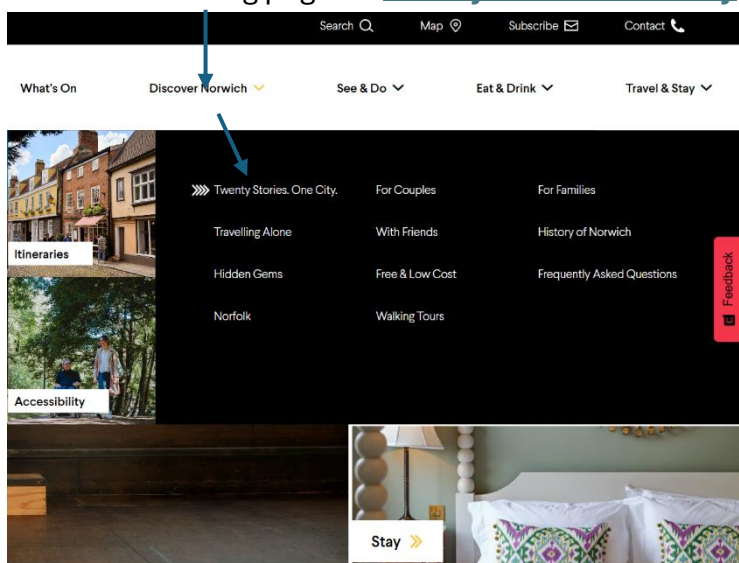 Search Map Subscribe Contact
What's On Discover Norwich See & Do Eat & Drink Travel & Stay
Twenty Stories. One City. For Couples For Families
Travelling Alone With Friends History of Norwich
Itineraries
Hidden Gems Free & Low Cost Frequently Asked Questions
Feedback
Norfolk Walking Tours
Accessibility
Stay